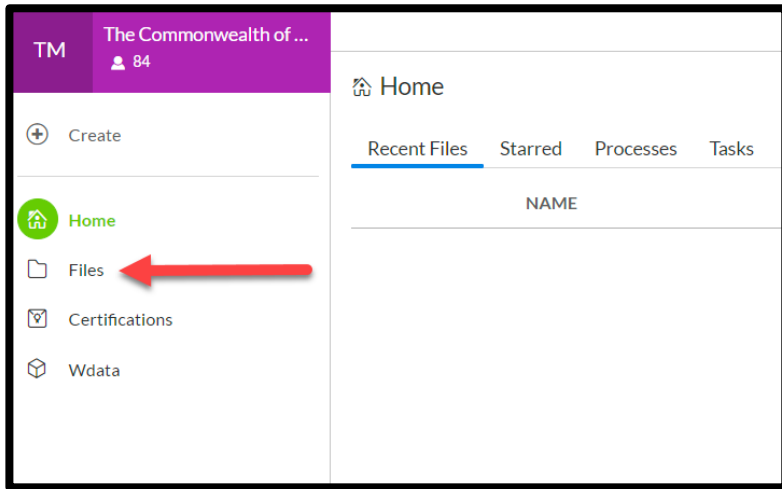 TM
The Commonwealth of ...
84
Create
Home
Files
Certifications
Wdata
Home
Recent Files Starred Processes Tasks
NAME